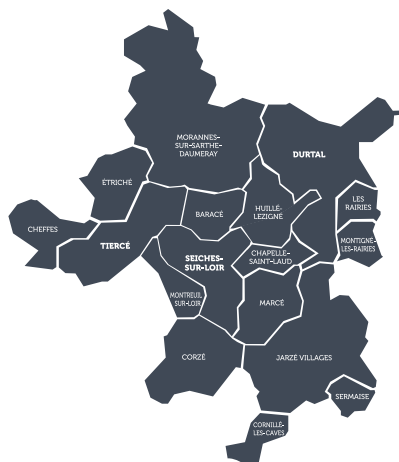 MORANNES-
SUR-SARTHE-
DAUMERAY
DURTAL
ÉTRICHÉ
LES
RAIRIES
HUILLÉ-
LEZIGNÉ
BARACÉ
CHEFFES
TIERCÉ
MONTIGNÉ-
LES-RAIRIES
SEICHES-
SUR-LOIR
CHAPELLE-
SAINT-LAUD
MONTREUIL
SUR-LOIR
MARCÉ
CORZÉ
JARZÉ VILLAGES
SERMAISE
CORNILLÉ-
LES-CAVES